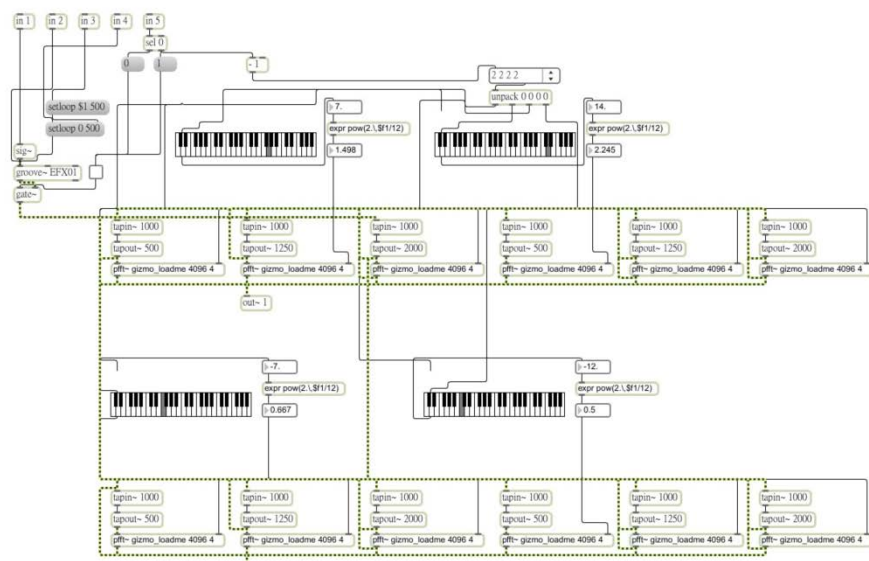 in 1 in 2 in 3 in 4 in 5
sel 0
0 1 - 1
2 2 2 2
setloop $1 500 7. unpack 0 0 0 0 14.
setloop 0 500 expr pow(2.\,$f1/12) expr pow(2.\,$f1/12)
sig~ 1.498 2.245
groove~ EFX01
gate~
tapin~ 1000 tapin~ 1000 tapin~ 1000 tapin~ 1000 tapin~ 1000 tapin~ 1000
tapout~ 500 tapout~ 1250 tapout~ 2000 tapout~ 500 tapout~ 1250 tapout~ 2000
pfft~ gizmo_loadme 4096 4 pfft~ gizmo_loadme 4096 4 pfft~ gizmo_loadme 4096 4 pfft~ gizmo_loadme 4096 4 pfft~ gizmo_loadme 4096 4 pfft~ gizmo_loadme 4096 4
out~ 1
-7. -12.
expr pow(2.\,$f1/12) expr pow(2.\,$f1/12)
0.667 0.5
tapin~ 1000 tapin~ 1000 tapin~ 1000 tapin~ 1000 tapin~ 1000 tapin~ 1000
tapout~ 500 tapout~ 1250 tapout~ 2000 tapout~ 500 tapout~ 1250 tapout~ 2000
pfft~ gizmo_loadme 4096 4 pfft~ gizmo_loadme 4096 4 pfft~ gizmo_loadme 4096 4 pfft~ gizmo_loadme 4096 4 pfft~ gizmo_loadme 4096 4 pfft~ gizmo_loadme 4096 4